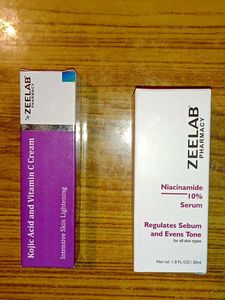 ZEELAB
PHARMACY
Kojic Acid and Vitamin C Cream
Intensive Skin Lightening
ZEELAB
PHARMACY
Niacinamide
10%
Serum
Regulates Sebum
and Evens Tone
for all skin types
Net vol. 1.0 FL.OZ / 30ml